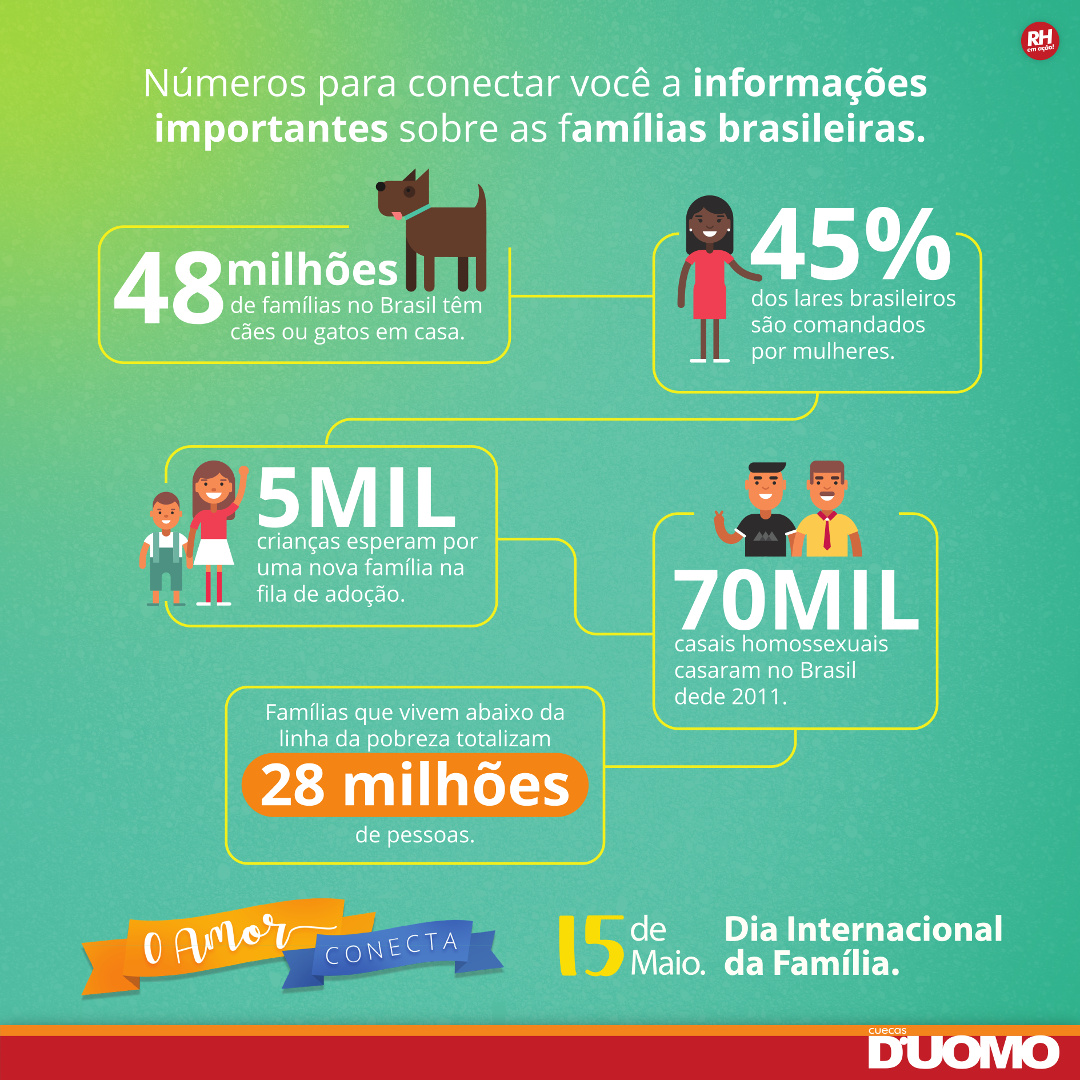 RH
em ação!
Números para conectar você a informações
importantes sobre as famílias brasileiras.
48 milhões
de famílias no Brasil têm
cães ou gatos em casa.
45%
dos lares brasileiros
são comandados
por mulheres.
5MIL
crianças esperam por
uma nova família na
fila de adoção.
70MIL
casais homossexuais
casaram no Brasil
dede 2011.
Famílias que vivem abaixo da
linha da pobreza totalizam
28 milhões
de pessoas.
O Amor
CONECTA
15 de Maio.
Dia Internacional
da Família.
cuecas
D'UOMO